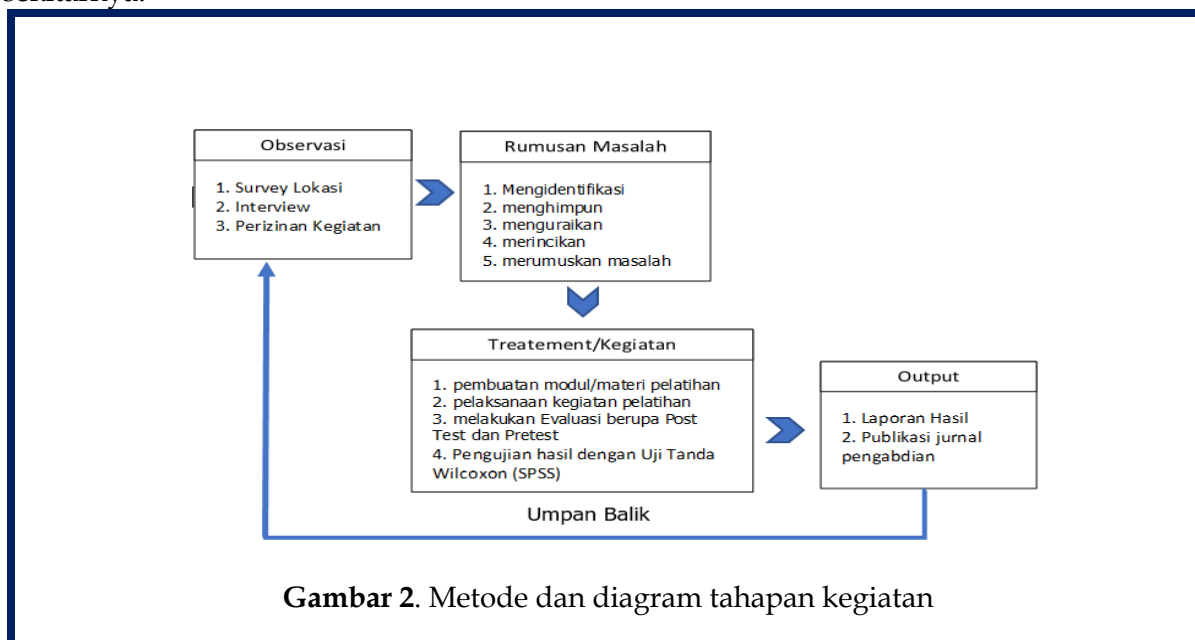 Observasi
1. Survey Lokasi
2. Interview
3. Perizinan Kegiatan
Rumusan Masalah
1. Mengidentifikasi
2. menghimpun
3. menguraikan
4. merincikan
5. merumuskan masalah
Treatement/Kegiatan
1. pembuatan modul/materi pelatihan
2. pelaksanaan kegiatan pelatihan
3. melakukan Evaluasi berupa Post
Test dan Pretest
4. Pengujian hasil dengan Uji Tanda
Wilcoxon (SPSS)
Output
1. Laporan Hasil
2. Publikasi jurnal
pengabdian
Umpan Balik
Gambar 2. Metode dan diagram tahapan kegiatan